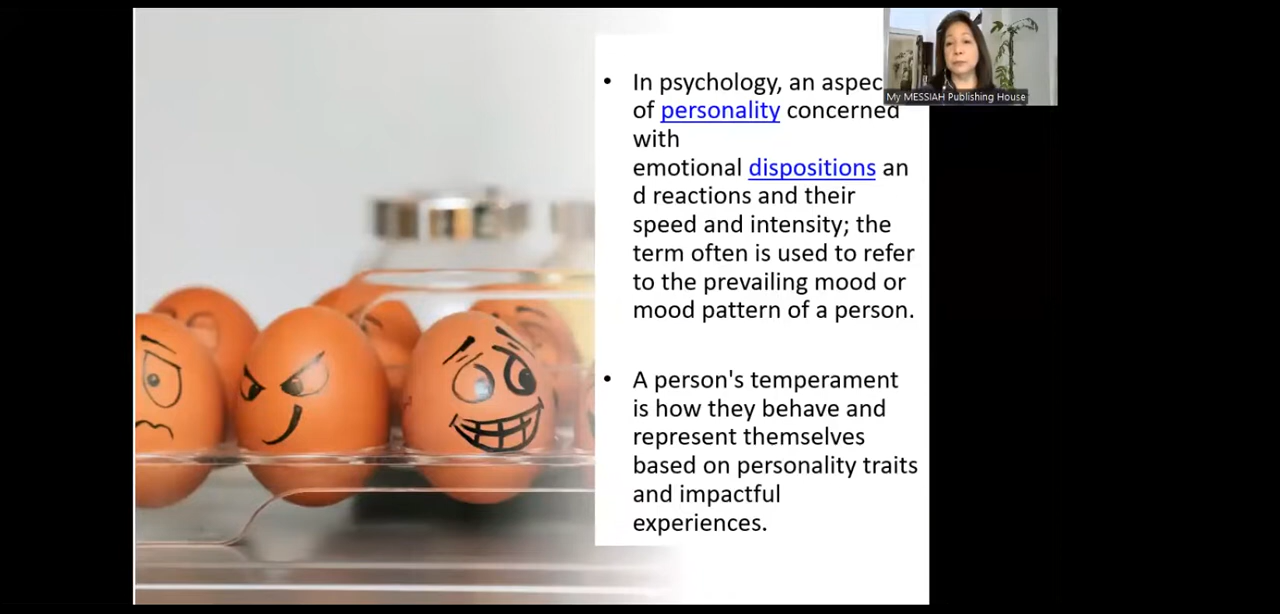 • In psychology, an aspec
of personality concerned
with
emotional dispositions an
d reactions and their
speed and intensity; the
term often is used to refer
to the prevailing mood or
mood pattern of a person.
• A person's temperament
is how they behave and
represent themselves
based on personality traits
and impactful
experiences.
My MESSIAH Publishing House